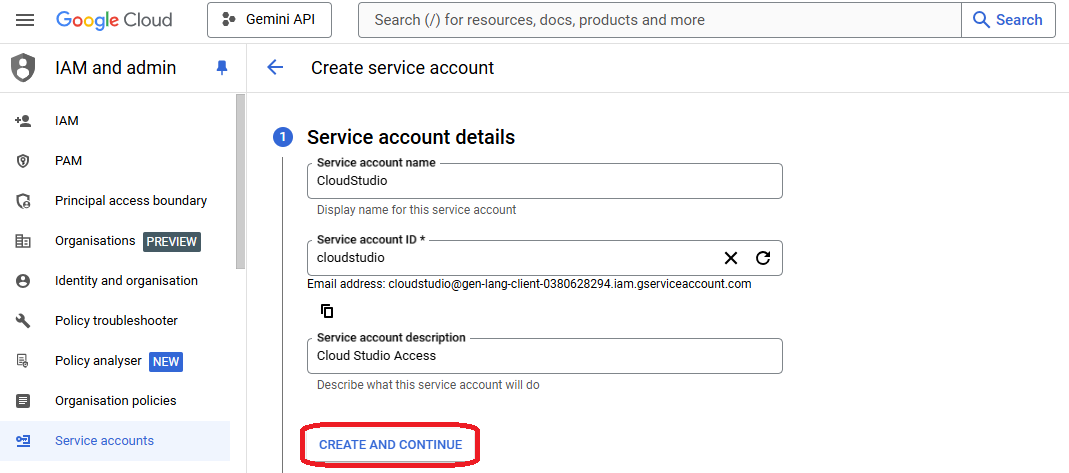 Google Cloud
Gemini API
Search (/) for resources, docs, products and more
Search
IAM and admin
Create service account
IAM
PAM
Principal access boundary
Organisations PREVIEW
Identity and organisation
Policy troubleshooter
Policy analyser NEW
Organisation policies
Service accounts
1 Service account details
Service account name
CloudStudio
Display name for this service account
Service account ID *
cloudstudio
Email address: cloudstudio@gen-lang-client-0380628294.iam.gserviceaccount.com
Service account description
Cloud Studio Access
Describe what this service account will do
CREATE AND CONTINUE